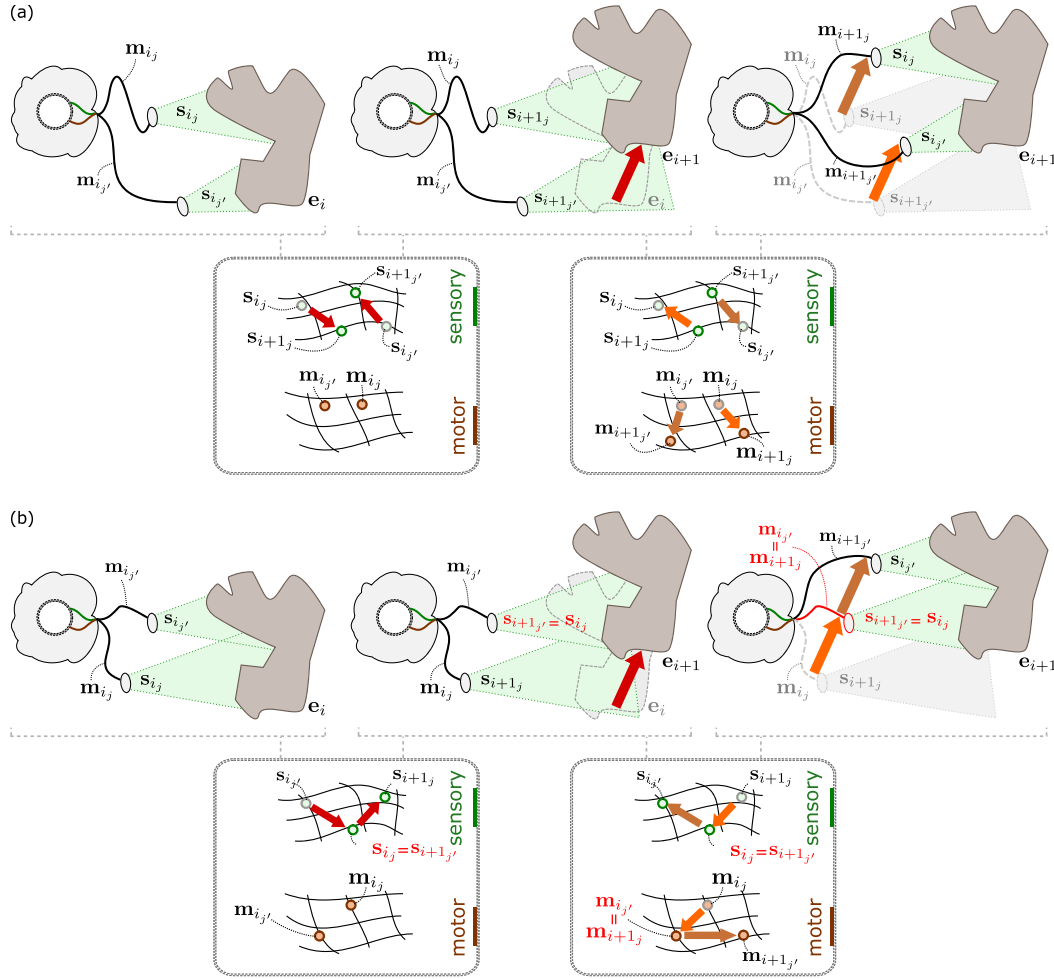 (a)
m_{i_j}
s_{i_j}
m_{i_{j'}}
s_{i_{j'}}
e_i
m_{i_j}
s_{i+1_j}
m_{i_{j'}}
s_{i+1_{j'}}
e_{i+1}
e_i
m_{i+1_j}
m_{i_j}
s_{i_j}
s_{i+1_j}
s_{i_{j'}}
m_{i_{j'}}
m_{i+1_{j'}}
e_{i+1}
s_{i+1_{j'}}
s_{i+1_{j'}}
s_{i_j}
s_{i+1_j}
s_{i_{j'}}
sensory
m_{i_{j'}}
m_{i_j}
motor
s_{i+1_{j'}}
s_{i_j}
s_{i+1_j}
s_{i_{j'}}
sensory
m_{i_{j'}}
m_{i_j}
m_{i+1_{j'}}
m_{i+1_j}
motor
(b)
m_{i_{j'}}
s_{i_{j'}}
m_{i_j}
s_{i_j}
e_i
m_{i_{j'}}
s_{i+1_{j'}} = s_{i_j}
m_{i_j}
s_{i+1_j}
e_{i+1}
e_i
m_{i_{j'}}
=
m_{i+1_j}
m_{i+1_{j'}}
s_{i_{j'}}
s_{i+1_{j'}} = s_{i_j}
m_{i_j}
s_{i+1_j}
e_{i+1}
s_{i_{j'}}
s_{i+1_j}
s_{i_j} = s_{i+1_{j'}}
sensory
m_{i_j}
m_{i_{j'}}
motor
s_{i_{j'}}
s_{i+1_j}
s_{i_j} = s_{i+1_{j'}}
sensory
m_{i_j}
m_{i_{j'}}
=
m_{i+1_j}
m_{i+1_{j'}}
motor